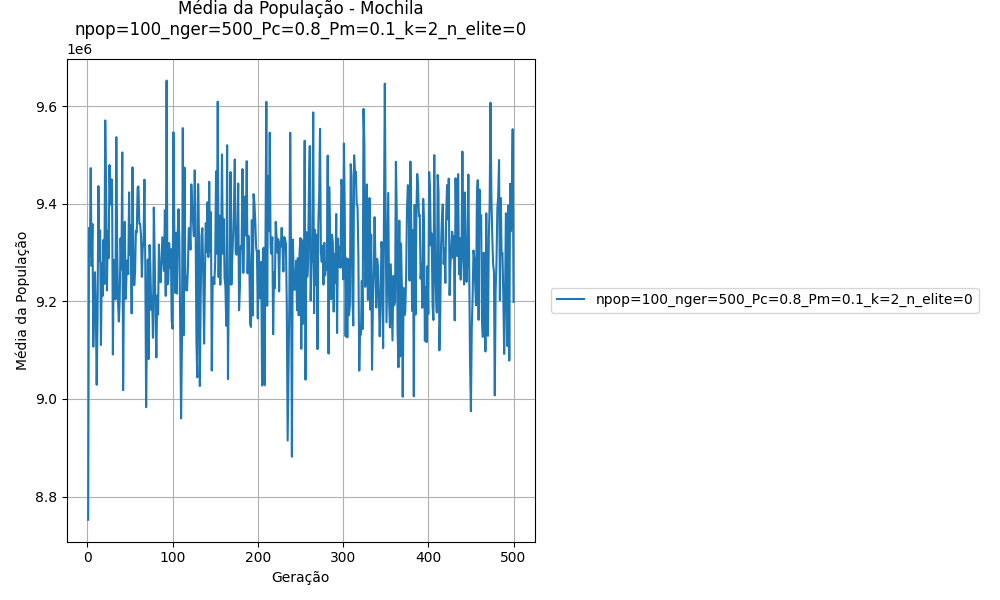 Média da População - Mochila
npop=100_nger=500_Pc=0.8_Pm=0.1_k=2_n_elite=0
1e6
9.6
9.4
9.2
9.0
8.8
Média da População
0 100 200 300 400 500
Geração
npop=100_nger=500_Pc=0.8_Pm=0.1_k=2_n_elite=0